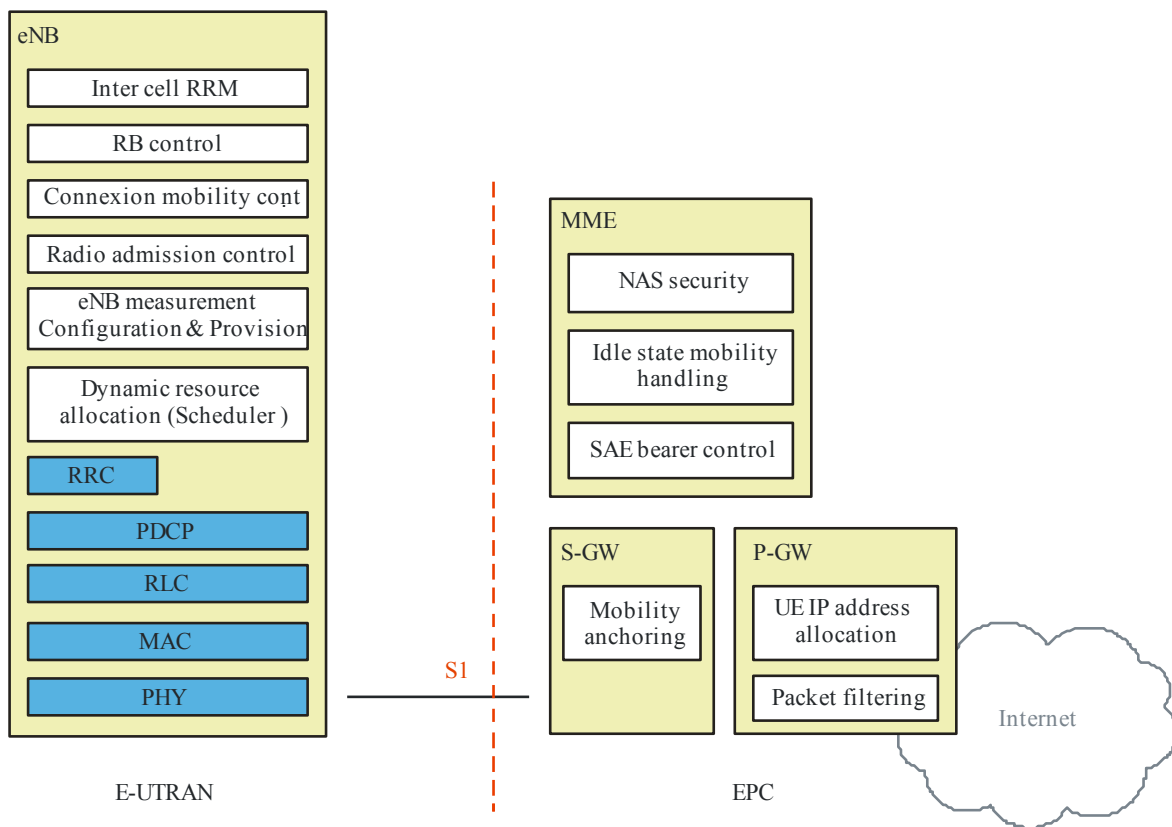 eNB
Inter cell RRM
RB control
Connexion mobility cont.
Radio admission control
eNB measurement
Configuration & Provision
Dynamic resource
allocation (Scheduler )
RRC
PDCP
RLC
MAC
PHY
S1
MME
NAS security
Idle state mobility
handling
SAE bearer control
S-GW
Mobility
anchoring
P-GW
UE IP address
allocation
Packet filtering
Internet
E-UTRAN
EPC